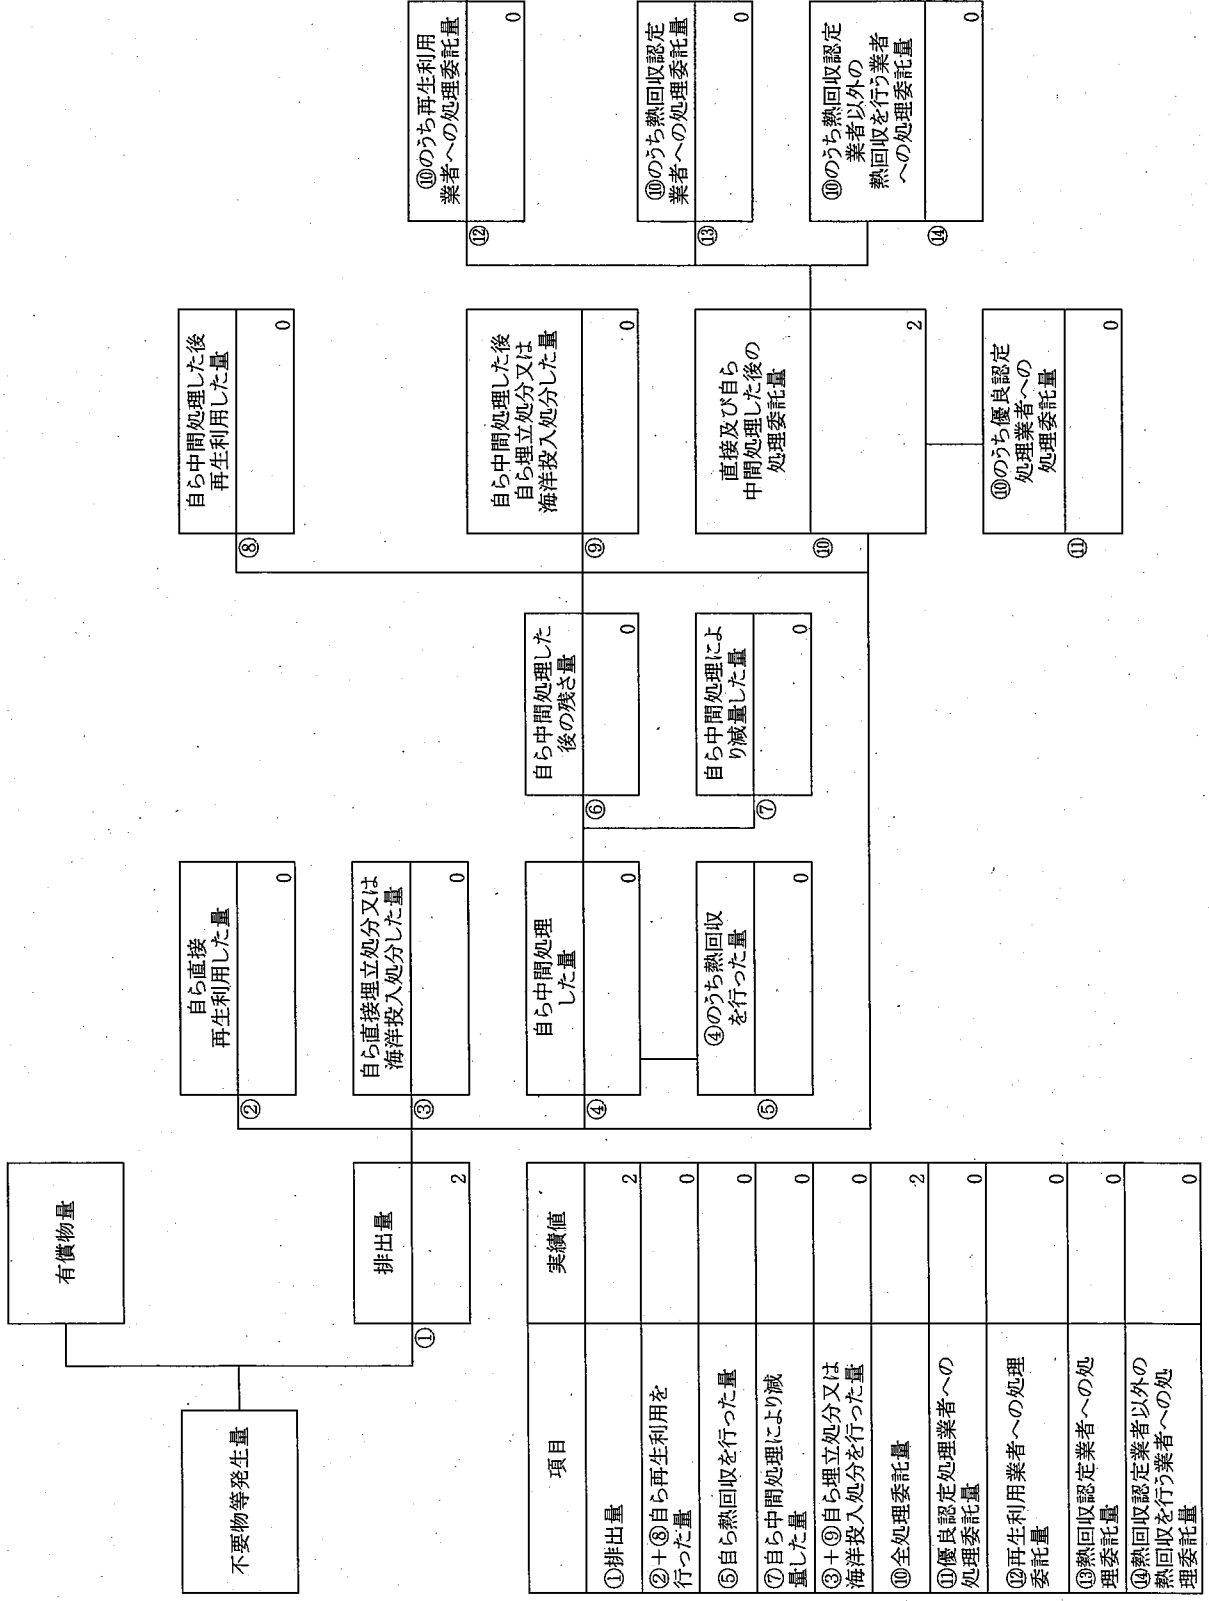 不要物等発生量
有償物量
排出量
①
2
自ら直接
再生利用した量
②
0
自ら直接埋立処分又は
海洋投入処分した量
③
0
自ら中間処理
した量
④
0
④のうち熱回収
を行った量
⑤
0
自ら中間処理した
後の残さ量
⑥
0
自ら中間処理によ
り減量した量
⑦
0
自ら中間処理した後
再生利用した量
⑧
0
自ら中間処理した後
自ら埋立処分又は
海洋投入処分した量
⑨
0
直接及び自ら
中間処理した後の
処理委託量
⑩
2
⑩のうち優良認定
処理業者への
処理委託量
⑪
0
⑩のうち再生利用
業者への処理委託量
⑫
0
⑩のうち熱回収認定
業者への処理委託量
⑬
0
⑩のうち熱回収認定
業者以外の
熱回収を行う業者
への処理委託量
⑭
0
項目 実績値
①排出量 2
②+⑧自ら再生利用を
行った量 0
⑤自ら熱回収を行った量 0
⑦自ら中間処理により減
量した量 0
③+⑨自ら埋立処分又は
海洋投入処分を行った量 0
⑩全処理委託量 2
⑪優良認定処理業者への
処理委託量 0
⑫再生利用業者への処理
委託量 0
⑬熱回収認定業者への処
理委託量 0
⑭熱回収認定業者以外の
熱回収を行う業者への処
理委託量 0